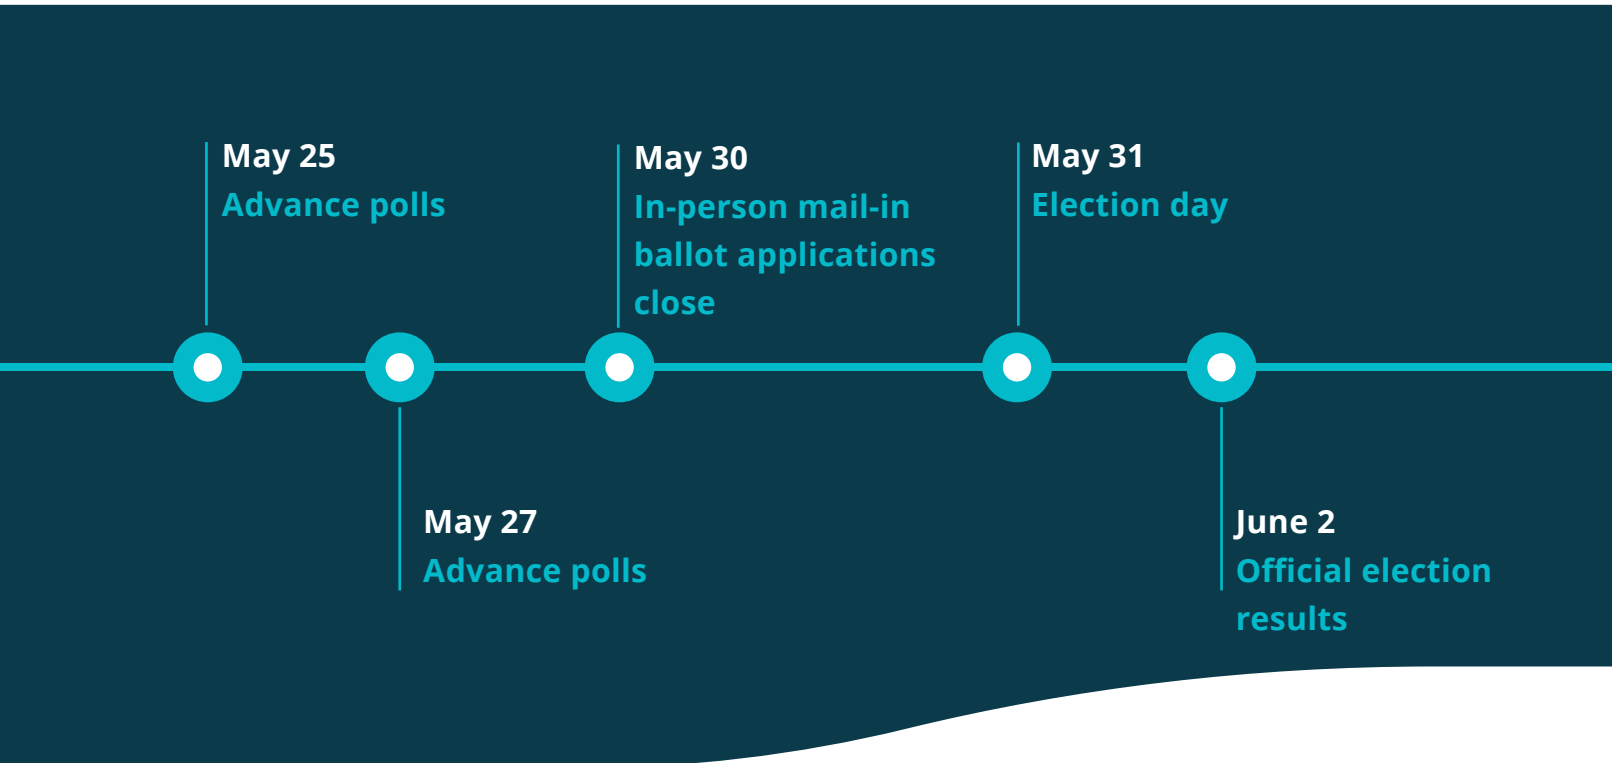 May 25
Advance polls
May 27
Advance polls
May 30
In-person mail-in
ballot applications
close
May 31
Election day
June 2
Official election
results